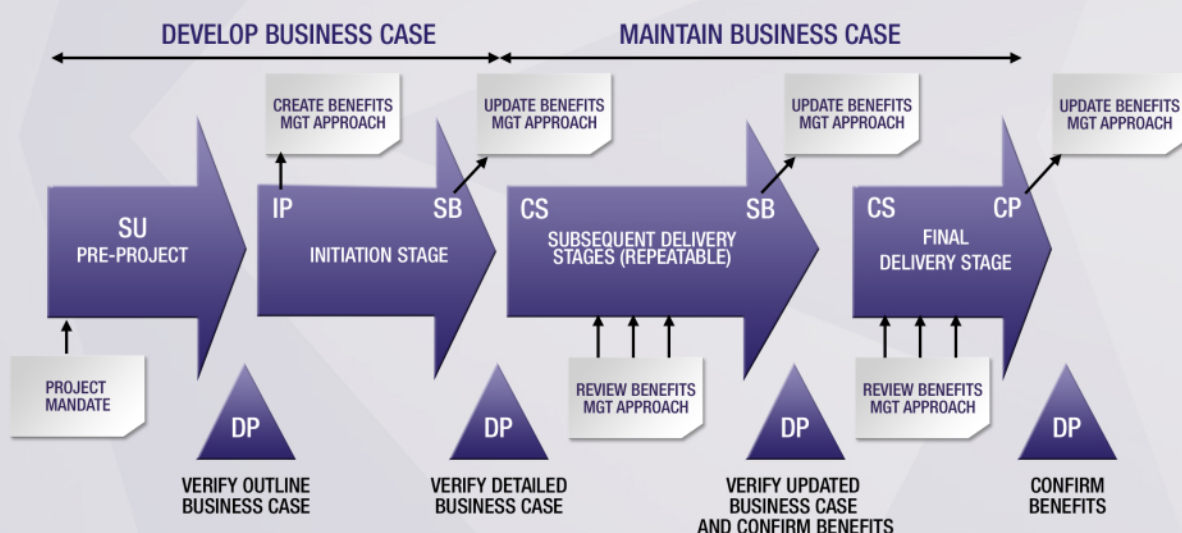 DEVELOP BUSINESS CASE
MAINTAIN BUSINESS CASE
CREATE BENEFITS
MGT APPROACH
UPDATE BENEFITS
MGT APPROACH
UPDATE BENEFITS
MGT APPROACH
UPDATE BENEFITS
MGT APPROACH
SU
PRE-PROJECT
IP
SB
INITIATION STAGE
CS
SB
SUBSEQUENT DELIVERY
STAGES (REPEATABLE)
CS
CP
FINAL
DELIVERY STAGE
PROJECT
MANDATE
REVIEW BENEFITS
MGT APPROACH
REVIEW BENEFITS
MGT APPROACH
DP
VERIFY OUTLINE
BUSINESS CASE
DP
VERIFY DETAILED
BUSINESS CASE
DP
VERIFY UPDATED
BUSINESS CASE
AND CONFIRM BENEFITS
DP
CONFIRM
BENEFITS